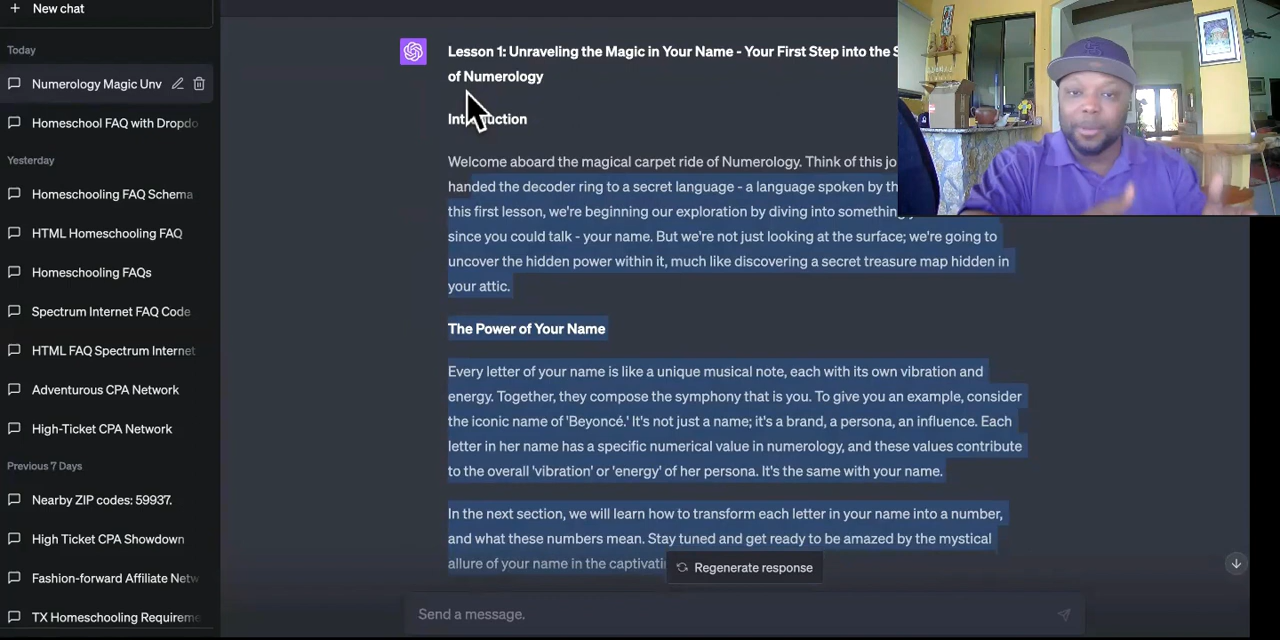 New chat
Today
Numerology Magic Unv
Homeschool FAQ with Dropdo
Yesterday
Homeschooling FAQ Schema
HTML Homeschooling FAQ
Homeschooling FAQs
Spectrum Internet FAQ Code
HTML FAQ Spectrum Internet
Adventurous CPA Network
High-Ticket CPA Network
Previous 7 Days
Nearby ZIP codes: 59937.
High Ticket CPA Showdown
Fashion-forward Affiliate Netw
TX Homeschooling Requireme
Lesson 1: Unraveling the Magic in Your Name - Your First Step into the S
of Numerology
Int uction
Welcome aboard the magical carpet ride of Numerology. Think of this jo
handed the decoder ring to a secret language - a language spoken by th
this first lesson, we're beginning our exploration by diving into something
since you could talk - your name. But we're not just looking at the surface; we're going to
uncover the hidden power within it, much like discovering a secret treasure map hidden in
your attic.
The Power of Your Name
Every letter of your name is like a unique musical note, each with its own vibration and
energy. Together, they compose the symphony that is you. To give you an example, consider
the iconic name of 'Beyoncé.' It's not just a name; it's a brand, a persona, an influence. Each
letter in her name has a specific numerical value in numerology, and these values contribute
to the overall 'vibration' or 'energy' of her persona. It's the same with your name.
In the next section, we will learn how to transform each letter in your name into a number,
and what these numbers mean. Stay tuned and get ready to be amazed by the mystical
allure of your name in the captivati
Regenerate response
Send a message.